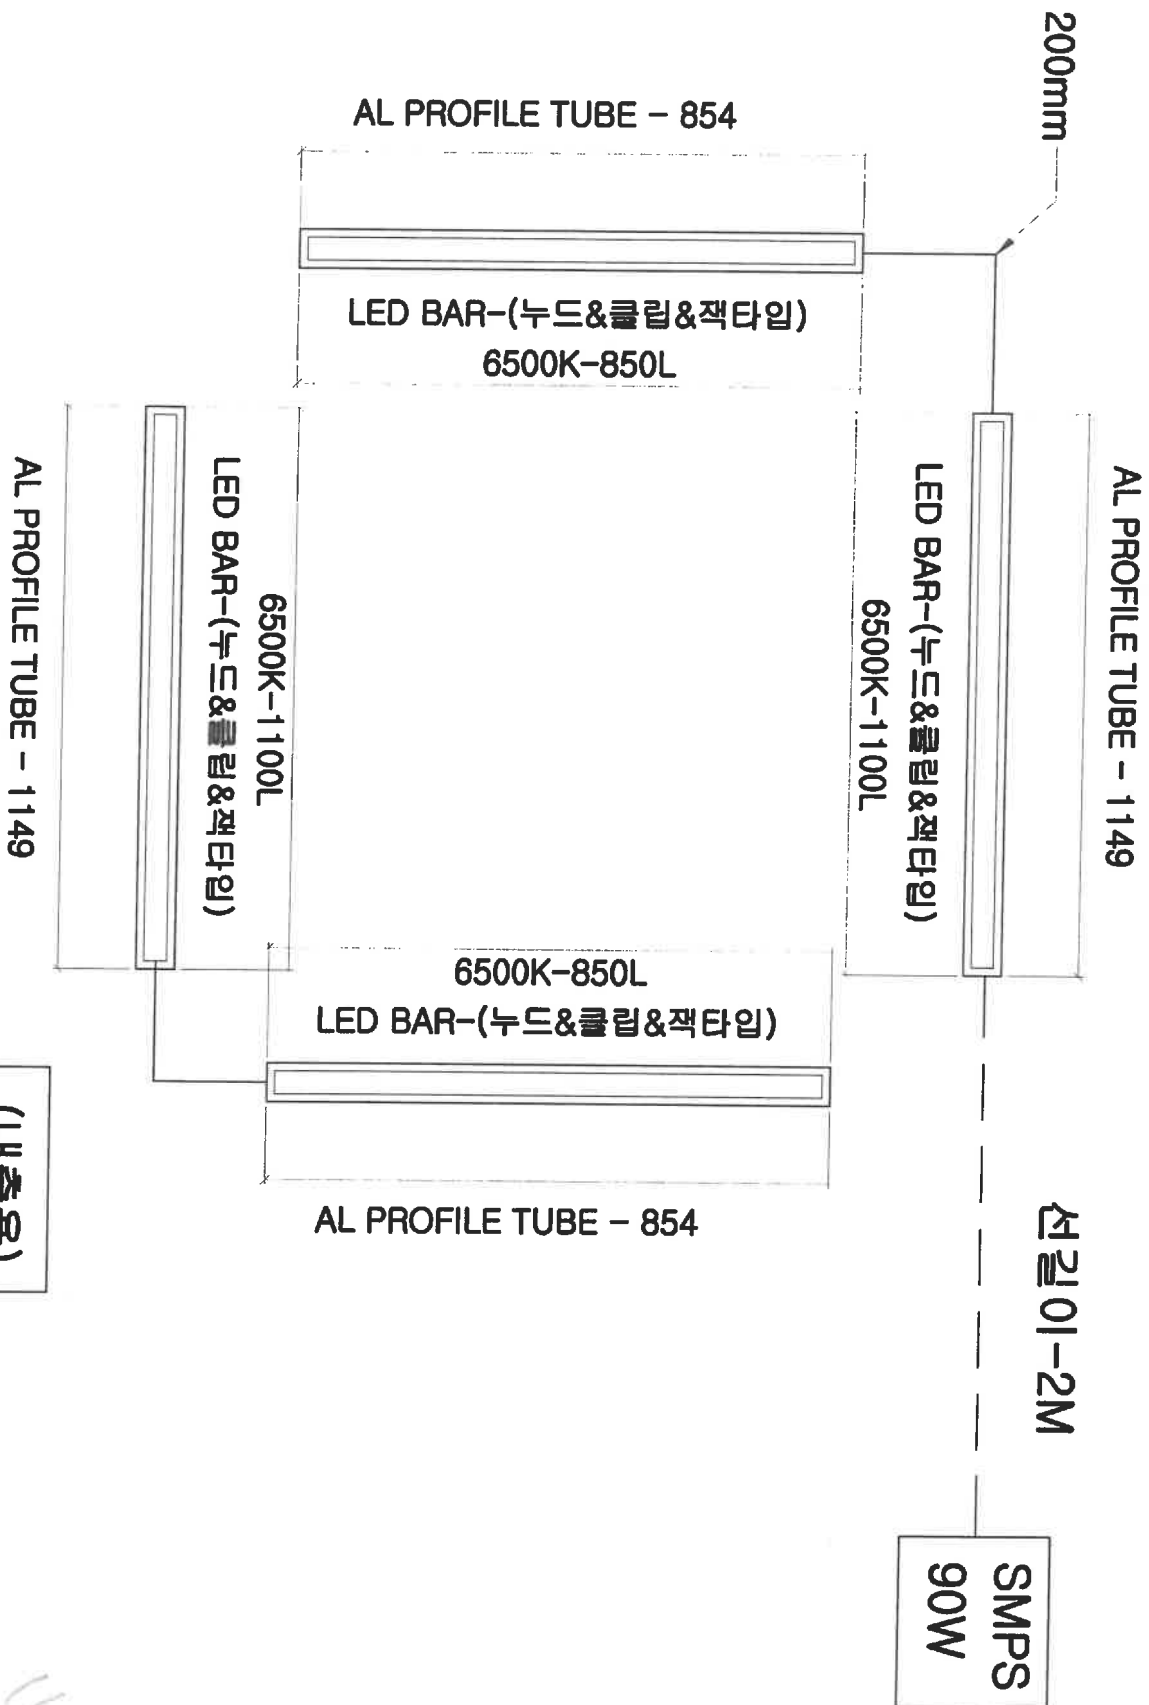 200mm
AL PROFILE TUBE - 854
LED BAR-(누드&클립&잭타입)
6500K-850L
AL PROFILE TUBE - 1149
LED BAR-(누드&클립&잭타입)
6500K-1100L
6500K-1100L
LED BAR-(누드&클립&잭타입)
AL PROFILE TUBE - 1149
6500K-850L
LED BAR-(누드&클립&잭타입)
AL PROFILE TUBE - 854
선길이-2M
SMPS
90W